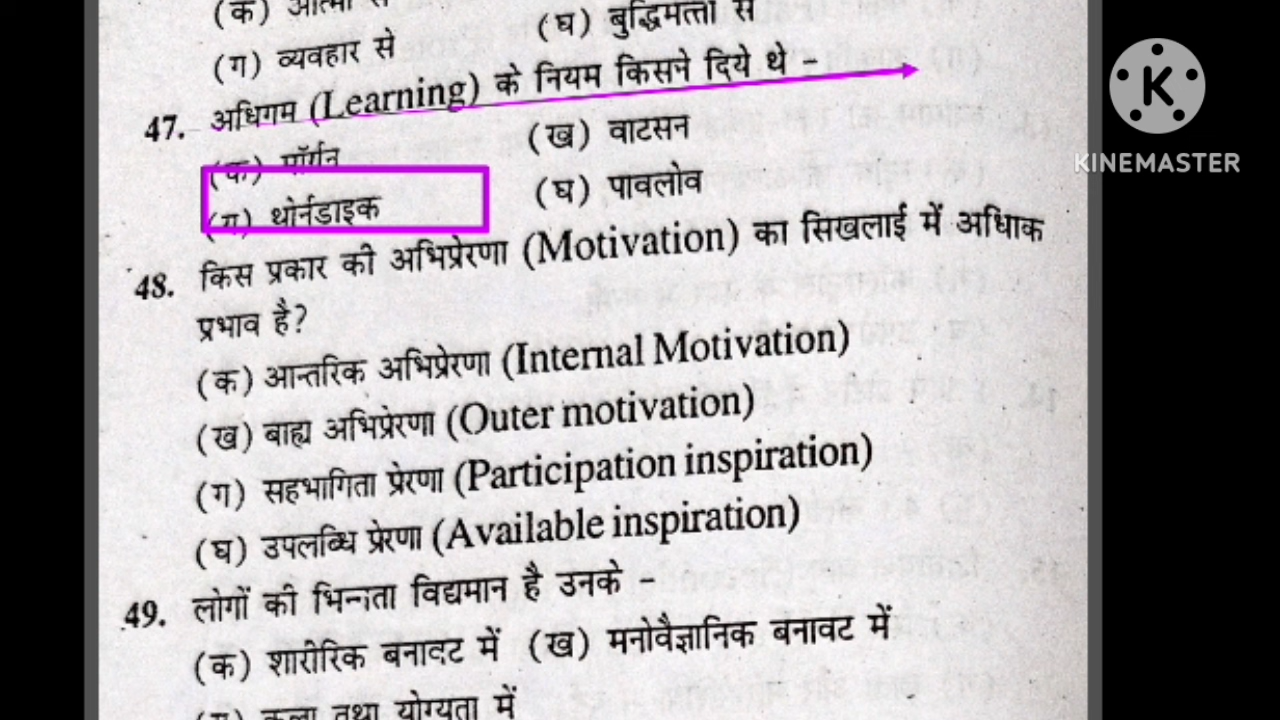 (क) आत्मा से
(घ) बुद्धिमत्ता से
(ग) व्यवहार से
47. अधिगम (Learning) के नियम किसने दिये थे -
(क) मॉर्गन (ख) वाटसन
(ग) थोर्नडाइक (घ) पावलोव
48. किस प्रकार की अभिप्रेरणा (Motivation) का सिखलाई में अधिाक
प्रभाव है?
(क) आन्तरिक अभिप्रेरणा (Internal Motivation)
(ख) बाह्य अभिप्रेरणा (Outer motivation)
(ग) सहभागिता प्रेरणा (Participation inspiration)
(घ) उपलब्धि प्रेरणा (Available inspiration)
49. लोगों की भिन्नता विद्यमान है उनके -
(क) शारीरिक बनावट में (ख) मनोवैज्ञानिक बनावट में
(ग) कला तथा योग्यता में
K
KINEMASTER